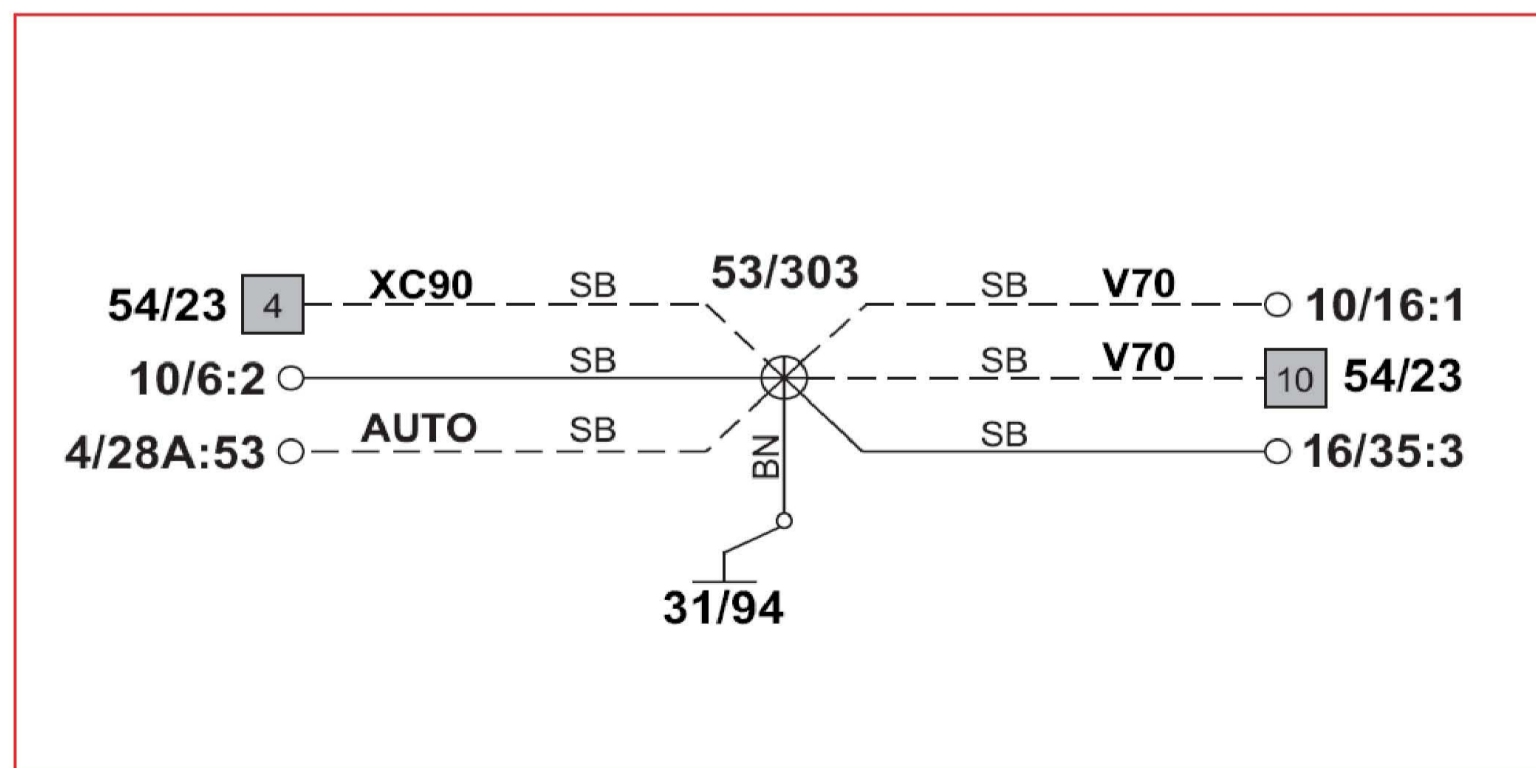 53/303
54/23 4 XC90 SB SB V70 10/16:1
10/6:2 SB SB V70 10 54/23
4/28A:53 AUTO SB SB 16/35:3
BN
31/94